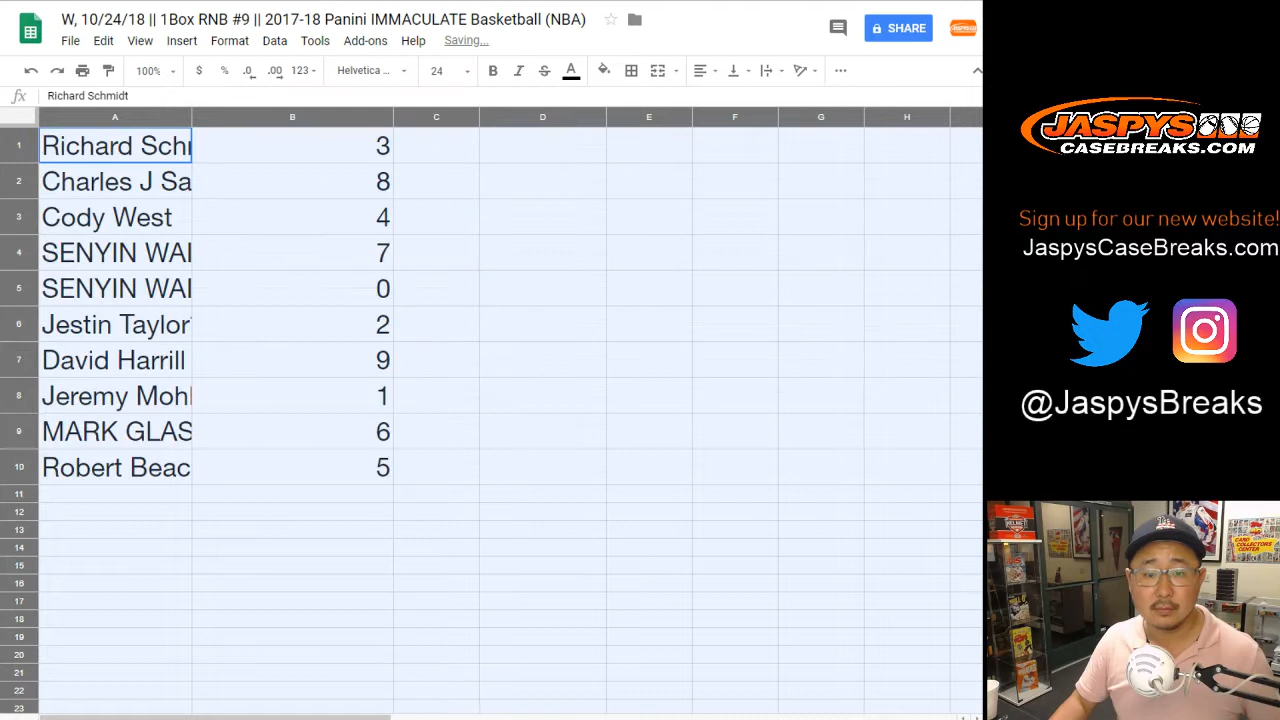 W, 10/24/18 || 1Box RNB #9 || 2017-18 Panini IMMACULATE Basketball (NBA)
File Edit View Insert Format Data Tools Add-ons Help Saving...
SHARE
100% $ % .0 .00 123 Helvetica ... 24 B I S A
fx Richard Schmidt
A B C D E F G H
1 Richard Schm 3
2 Charles J Sa 8
3 Cody West 4
4 SENYIN WAI 7
5 SENYIN WAI 0
6 Jestin Taylor 2
7 David Harrill 9
8 Jeremy Mohl 1
9 MARK GLAS 6
10 Robert Beac 5
11
12
13
14
15
16
17
18
19
20
21
22
23
JASPYS
CASEBREAKS.COM
Sign up for our new website!
JaspysCaseBreaks.com
@JaspysBreaks
CARD
COLLECTORS
CENTER